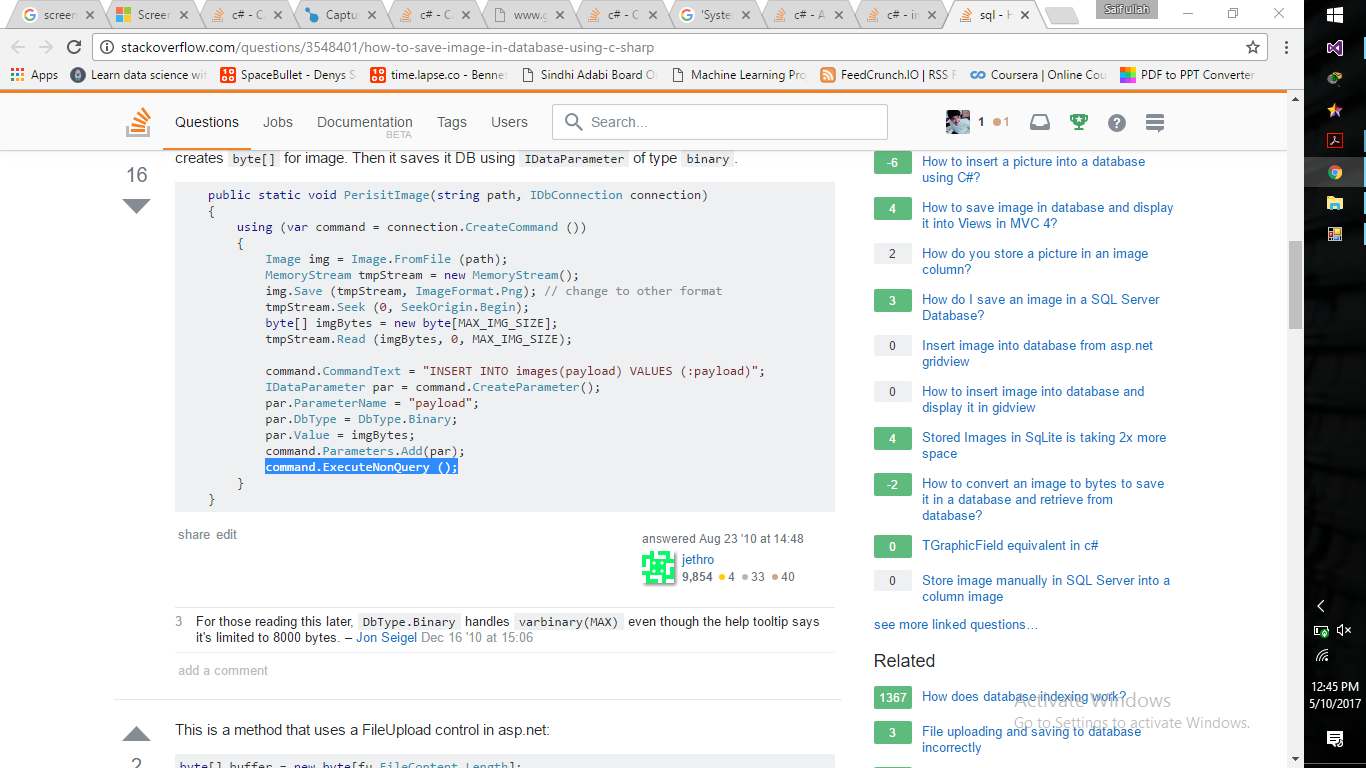 screen
Screen
c# - C
Captu
c# - C
www.g
c# - C
'Syste
c# - A
c# - i
sql - H
Saifullah
stackoverflow.com/questions/3548401/how-to-save-image-in-database-using-c-sharp
Apps
Learn data science wit
SpaceBullet - Denys S
time.lapse.co - Benne
Sindhi Adabi Board O
Machine Learning Pro
FeedCrunch.IO | RSS F
Coursera | Online Cou
PDF to PPT Converter
Questions
Jobs
Documentation
BETA
Tags
Users
Search...
1
1
16
creates byte[] for image. Then it saves it DB using IDataParameter of type binary.
public static void PerisitImage(string path, IDbConnection connection)
{
using (var command = connection.CreateCommand ())
{
Image img = Image.FromFile (path);
MemoryStream tmpStream = new MemoryStream();
img.Save (tmpStream, ImageFormat.Png); // change to other format
tmpStream.Seek (0, SeekOrigin.Begin);
byte[] imgBytes = new byte[MAX_IMG_SIZE];
tmpStream.Read (imgBytes, 0, MAX_IMG_SIZE);
command.CommandText = "INSERT INTO images(payload) VALUES (:payload)";
IDataParameter par = command.CreateParameter();
par.ParameterName = "payload";
par.DbType = DbType.Binary;
par.Value = imgBytes;
command.Parameters.Add(par);
command.ExecuteNonQuery ();
}
}
share edit
answered Aug 23 '10 at 14:48
jethro
9,854 4 33 40
3 For those reading this later, DbType.Binary handles varbinary(MAX) even though the help tooltip says
it's limited to 8000 bytes. – Jon Seigel Dec 16 '10 at 15:06
add a comment
This is a method that uses a FileUpload control in asp.net:
2
byte[] buffer = new byte[fu.FileContent.Length];
-6 How to insert a picture into a database
using C#?
4 How to save image in database and display
it into Views in MVC 4?
2 How do you store a picture in an image
column?
3 How do I save an image in a SQL Server
Database?
0 Insert image into database from asp.net
gridview
0 How to insert image into database and
display it in gidview
4 Stored Images in SqLite is taking 2x more
space
-2 How to convert an image to bytes to save
it in a database and retrieve from
database?
0 TGraphicField equivalent in c#
0 Store image manually in SQL Server into a
column image
see more linked questions…
Related
1367 How does database indexing work?
3 File uploading and saving to database
incorrectly
Activate Windows
Go to Settings to activate Windows.
12:45 PM
5/10/2017